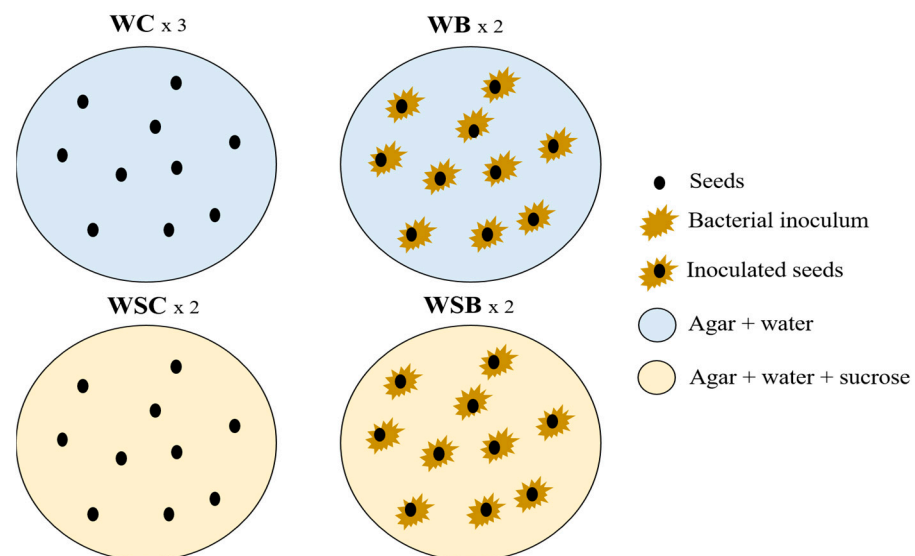 WC x 3
WB x 2
Seeds
Bacterial inoculum
Inoculated seeds
WSC x 2
WSB x 2
Agar + water
Agar + water + sucrose